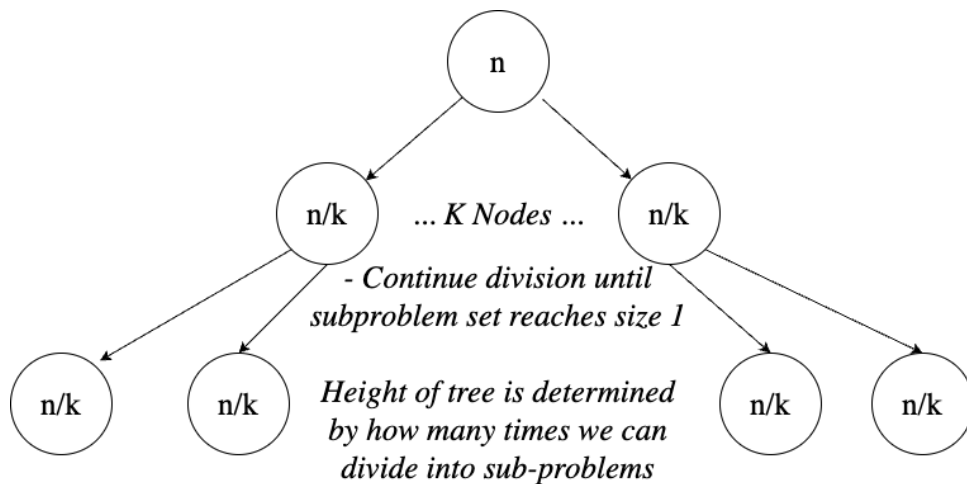 n
n/k ... K Nodes ... n/k
- Continue division until
subproblem set reaches size 1
n/k n/k n/k n/k
Height of tree is determined
by how many times we can
divide into sub-problems